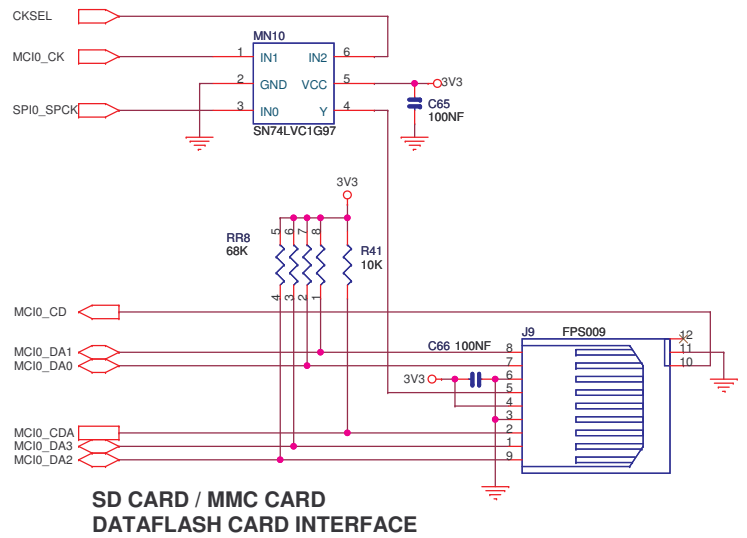 CKSEL
MN10
MCI0_CK 1 IN1 IN2 6
2 GND VCC 5 3V3
SPI0_SPCK 3 IN0 Y 4 C65
100NF
SN74LVC1G97
3V3
RR8 5 6 7 8 R41
68K 10K
4 3 2 1
MCI0_CD J9 FPS009
12
MCI0_DA1 C66 100NF 8 11
MCI0_DA0 7 10
3V3 6
5
4
3
MCI0_CDA 2
MCI0_DA3 1
MCI0_DA2 9
SD CARD / MMC CARD
DATAFLASH CARD INTERFACE